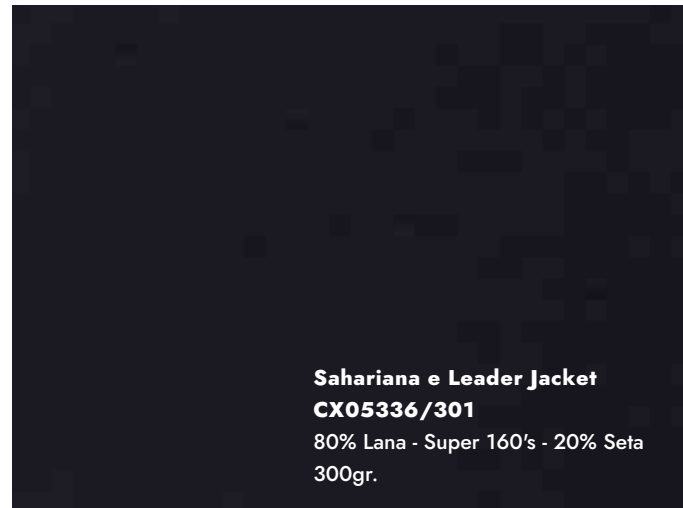 Sahariana e Leader Jacket
CX05336/301
80% Lana - Super 160's - 20% Seta
300gr.